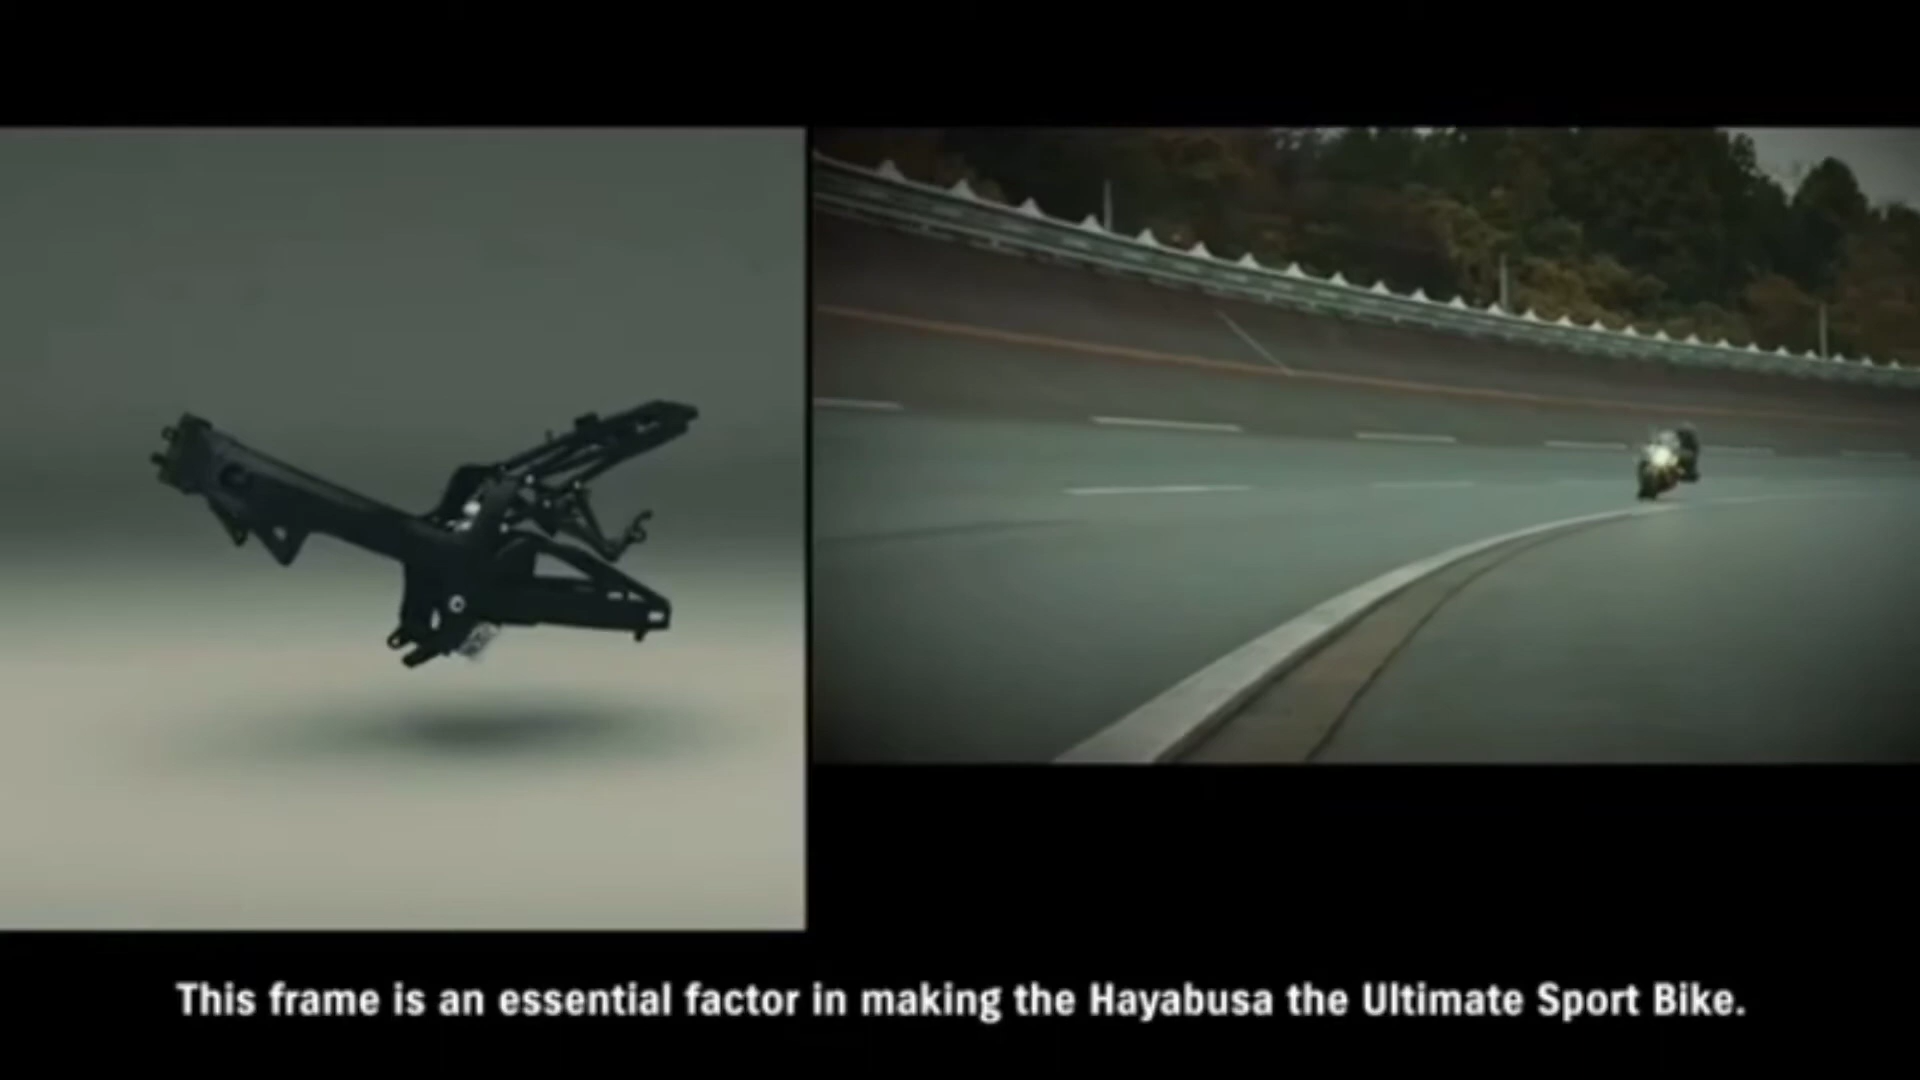 This frame is an essential factor in making the Hayabusa the Ultimate Sport Bike.